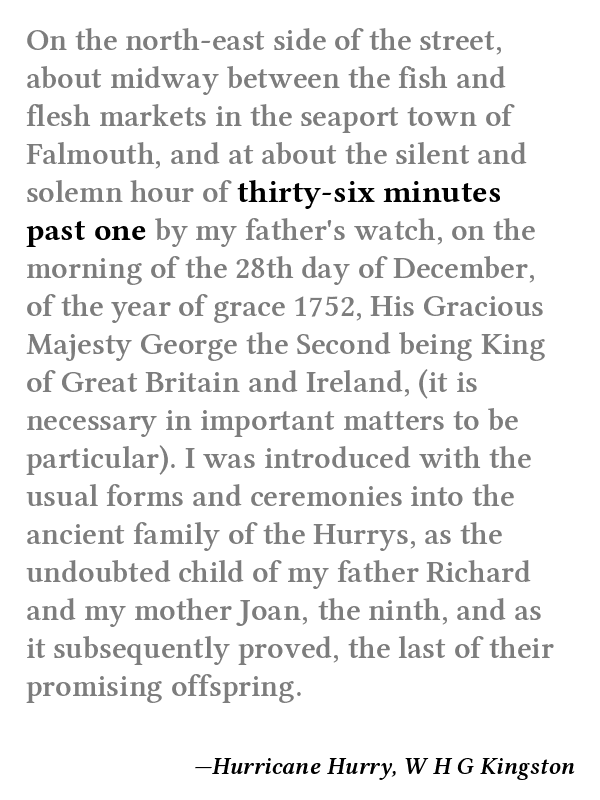 On the north-east side of the street,
about midway between the fish and
flesh markets in the seaport town of
Falmouth, and at about the silent and
solemn hour of thirty-six minutes
past one by my father's watch, on the
morning of the 28th day of December,
of the year of grace 1752, His Gracious
Majesty George the Second being King
of Great Britain and Ireland, (it is
necessary in important matters to be
particular). I was introduced with the
usual forms and ceremonies into the
ancient family of the Hurrys, as the
undoubted child of my father Richard
and my mother Joan, the ninth, and as
it subsequently proved, the last of their
promising offspring.
—Hurricane Hurry, W H G Kingston